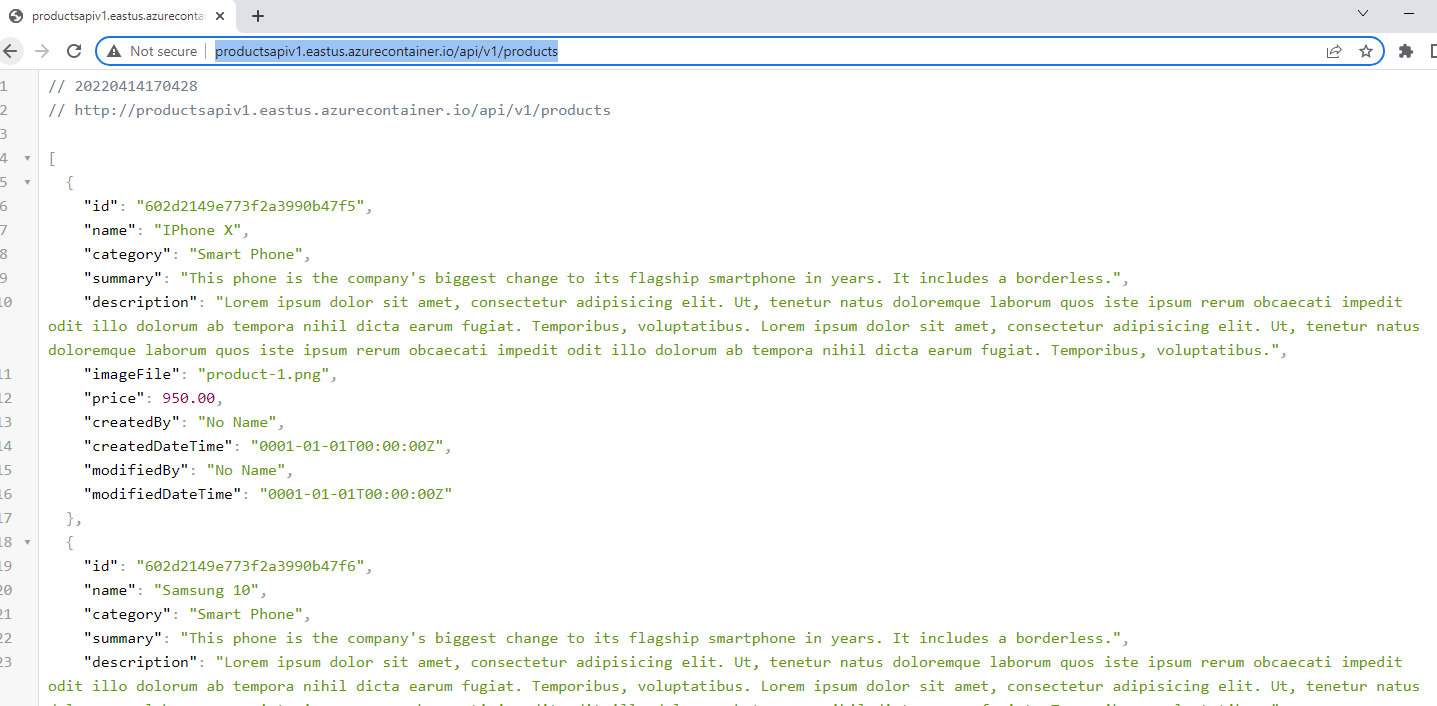 productsapiv1.eastus.azurecontai
Not secure
productsapiv1.eastus.azurecontainer.io/api/v1/products
1 // 20220414170428
2 // http://productsapiv1.eastus.azurecontainer.io/api/v1/products
3
4 [
5 {
6 "id": "602d2149e773f2a3990b47f5",
7 "name": "IPhone X",
8 "category": "Smart Phone",
9 "summary": "This phone is the company's biggest change to its flagship smartphone in years. It includes a borderless.",
10 "description": "Lorem ipsum dolor sit amet, consectetur adipisicing elit. Ut, tenetur natus doloremque laborum quos iste ipsum rerum obcaecati impedit
odit illo dolorum ab tempora nihil dicta earum fugiat. Temporibus, voluptatibus. Lorem ipsum dolor sit amet, consectetur adipisicing elit. Ut, tenetur natus
doloremque laborum quos iste ipsum rerum obcaecati impedit odit illo dolorum ab tempora nihil dicta earum fugiat. Temporibus, voluptatibus.",
11 "imageFile": "product-1.png",
12 "price": 950.00,
13 "createdBy": "No Name",
14 "createdDateTime": "0001-01-01T00:00:00Z",
15 "modifiedBy": "No Name",
16 "modifiedDateTime": "0001-01-01T00:00:00Z"
17 },
18 {
19 "id": "602d2149e773f2a3990b47f6",
20 "name": "Samsung 10",
21 "category": "Smart Phone",
22 "summary": "This phone is the company's biggest change to its flagship smartphone in years. It includes a borderless.",
23 "description": "Lorem ipsum dolor sit amet, consectetur adipisicing elit. Ut, tenetur natus doloremque laborum quos iste ipsum rerum obcaecati impedit
odit illo dolorum ab tempora nihil dicta earum fugiat. Temporibus, voluptatibus. Lorem ipsum dolor sit amet, consectetur adipisicing elit. Ut, tenetur natus